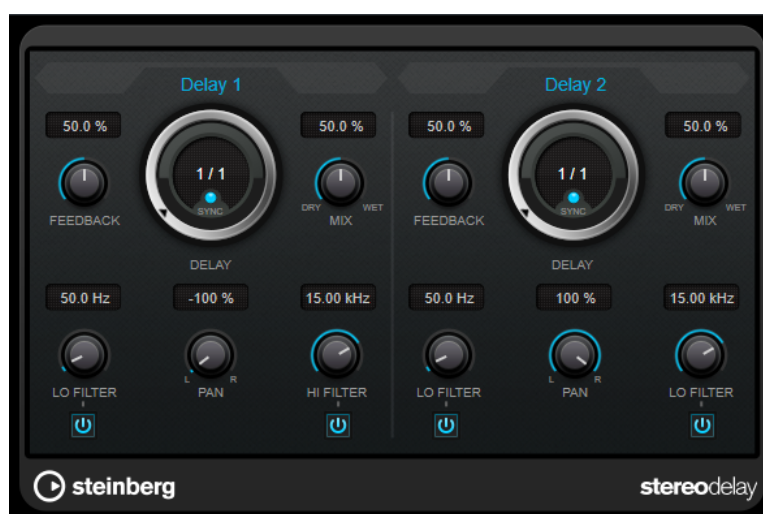 Delay 1 Delay 2
50.0 % 50.0 % 50.0 % 50.0 %
1 / 1 1 / 1
SYNC SYNC
DRY WET DRY WET
FEEDBACK MIX FEEDBACK MIX
DELAY DELAY
50.0 Hz -100 % 15.00 kHz 50.0 Hz 100 % 15.00 kHz
L R L R
LO FILTER PAN HI FILTER LO FILTER PAN LO FILTER
steinberg stereodelay